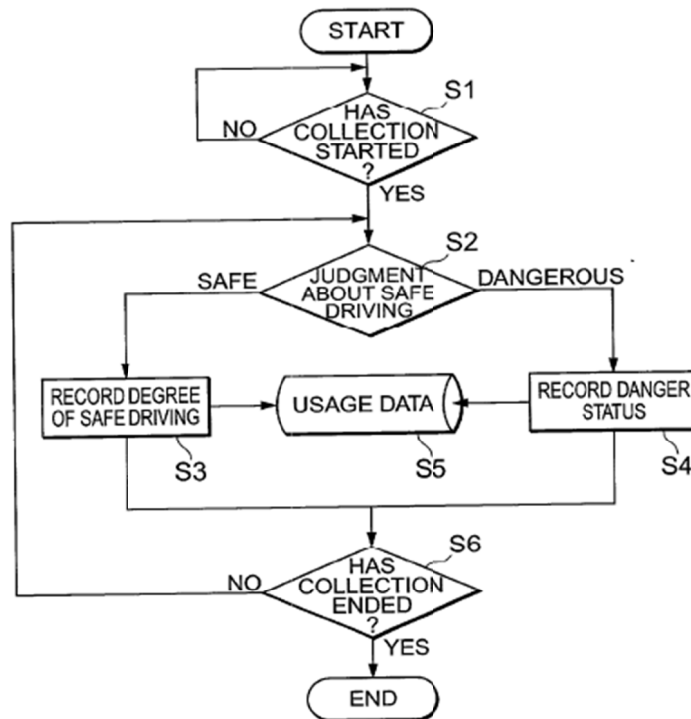 START
S1
HAS
COLLECTION
STARTED
?
NO
YES
S2
SAFE
JUDGMENT
ABOUT SAFE
DRIVING
DANGEROUS
RECORD DEGREE
OF SAFE DRIVING
S3
USAGE DATA
S5
RECORD DANGER
STATUS
S4
S6
HAS
COLLECTION
ENDED
?
NO
YES
END